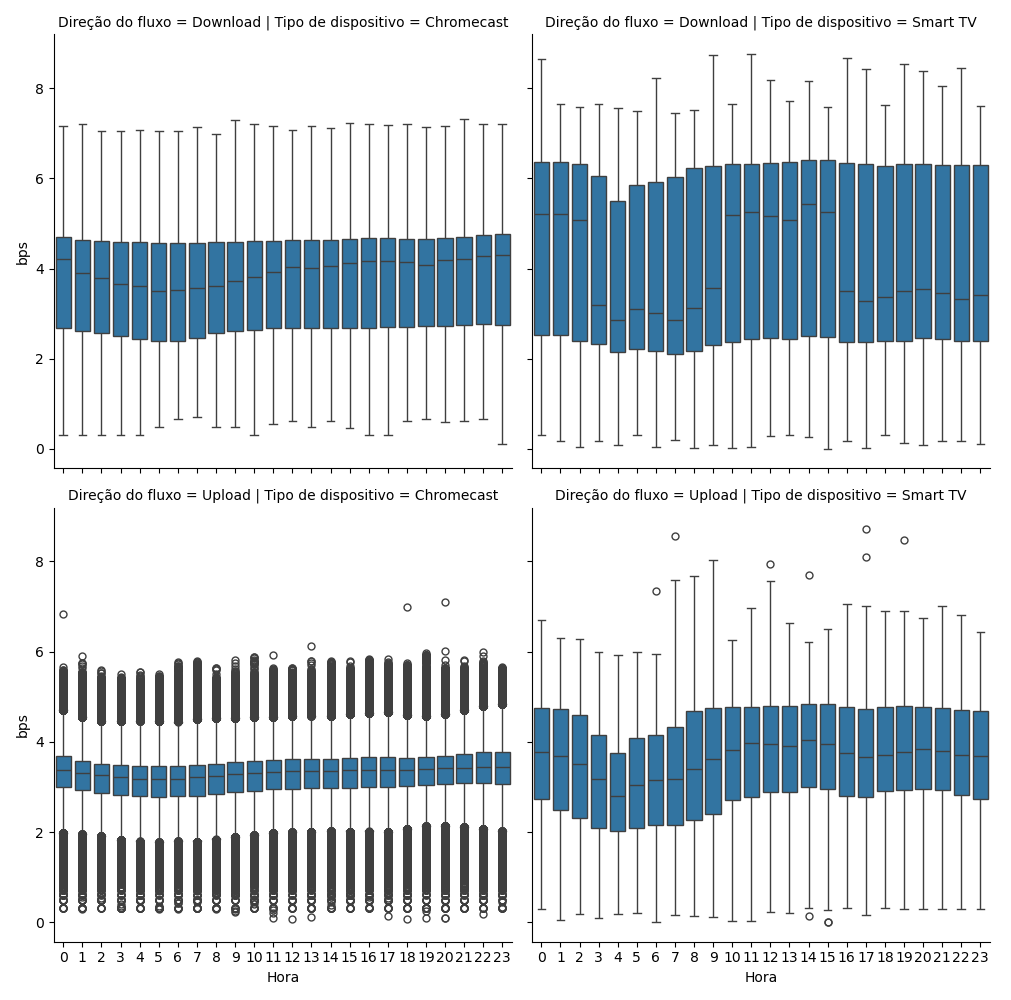 Direção do fluxo = Download | Tipo de dispositivo = Chromecast
Direção do fluxo = Download | Tipo de dispositivo = Smart TV
8
6
4
2
0
bps
Direção do fluxo = Upload | Tipo de dispositivo = Chromecast
Direção do fluxo = Upload | Tipo de dispositivo = Smart TV
8
6
4
2
0
bps
0 1 2 3 4 5 6 7 8 9 10 11 12 13 14 15 16 17 18 19 20 21 22 23
0 1 2 3 4 5 6 7 8 9 10 11 12 13 14 15 16 17 18 19 20 21 22 23
Hora
Hora